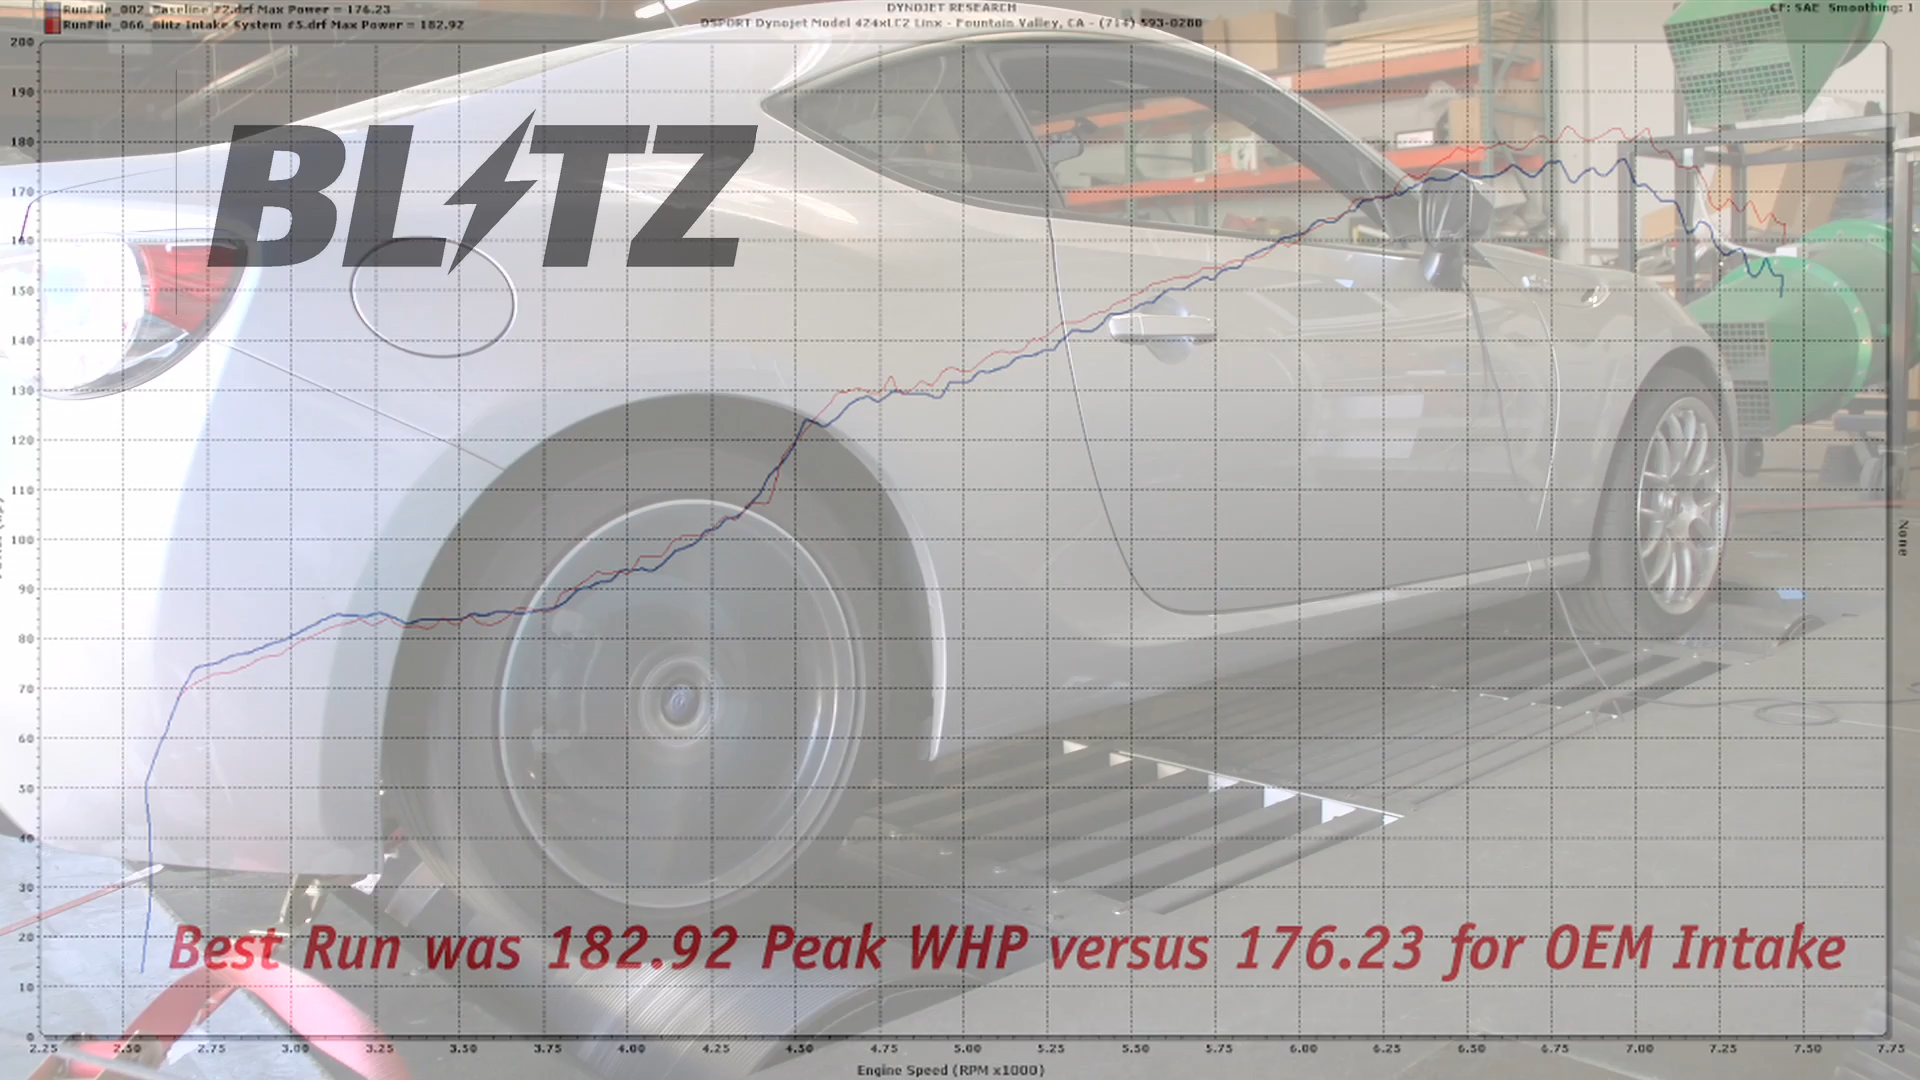 RunFile_002 Baseline #2.drf Max Power = 176.23
RunFile_066 Blitz Intake System #5.drf Max Power = 182.92
DYNOJET RESEARCH
DSPORT Dynojet Model 424xLC2 Linx - Fountain Valley, CA - (714) 593-0280
CF: SAE Smoothing: 1
BLITZ
200
190
180
170
160
150
140
130
120
110
100
90
80
70
60
50
40
30
20
10
0
None
Best Run was 182.92 Peak WHP versus 176.23 for OEM Intake
2.25 2.50 2.75 3.00 3.25 3.50 3.75 4.00 4.25 4.50 4.75 5.00 5.25 5.50 5.75 6.00 6.25 6.50 6.75 7.00 7.25 7.50 7.75
Engine Speed (RPM x1000)